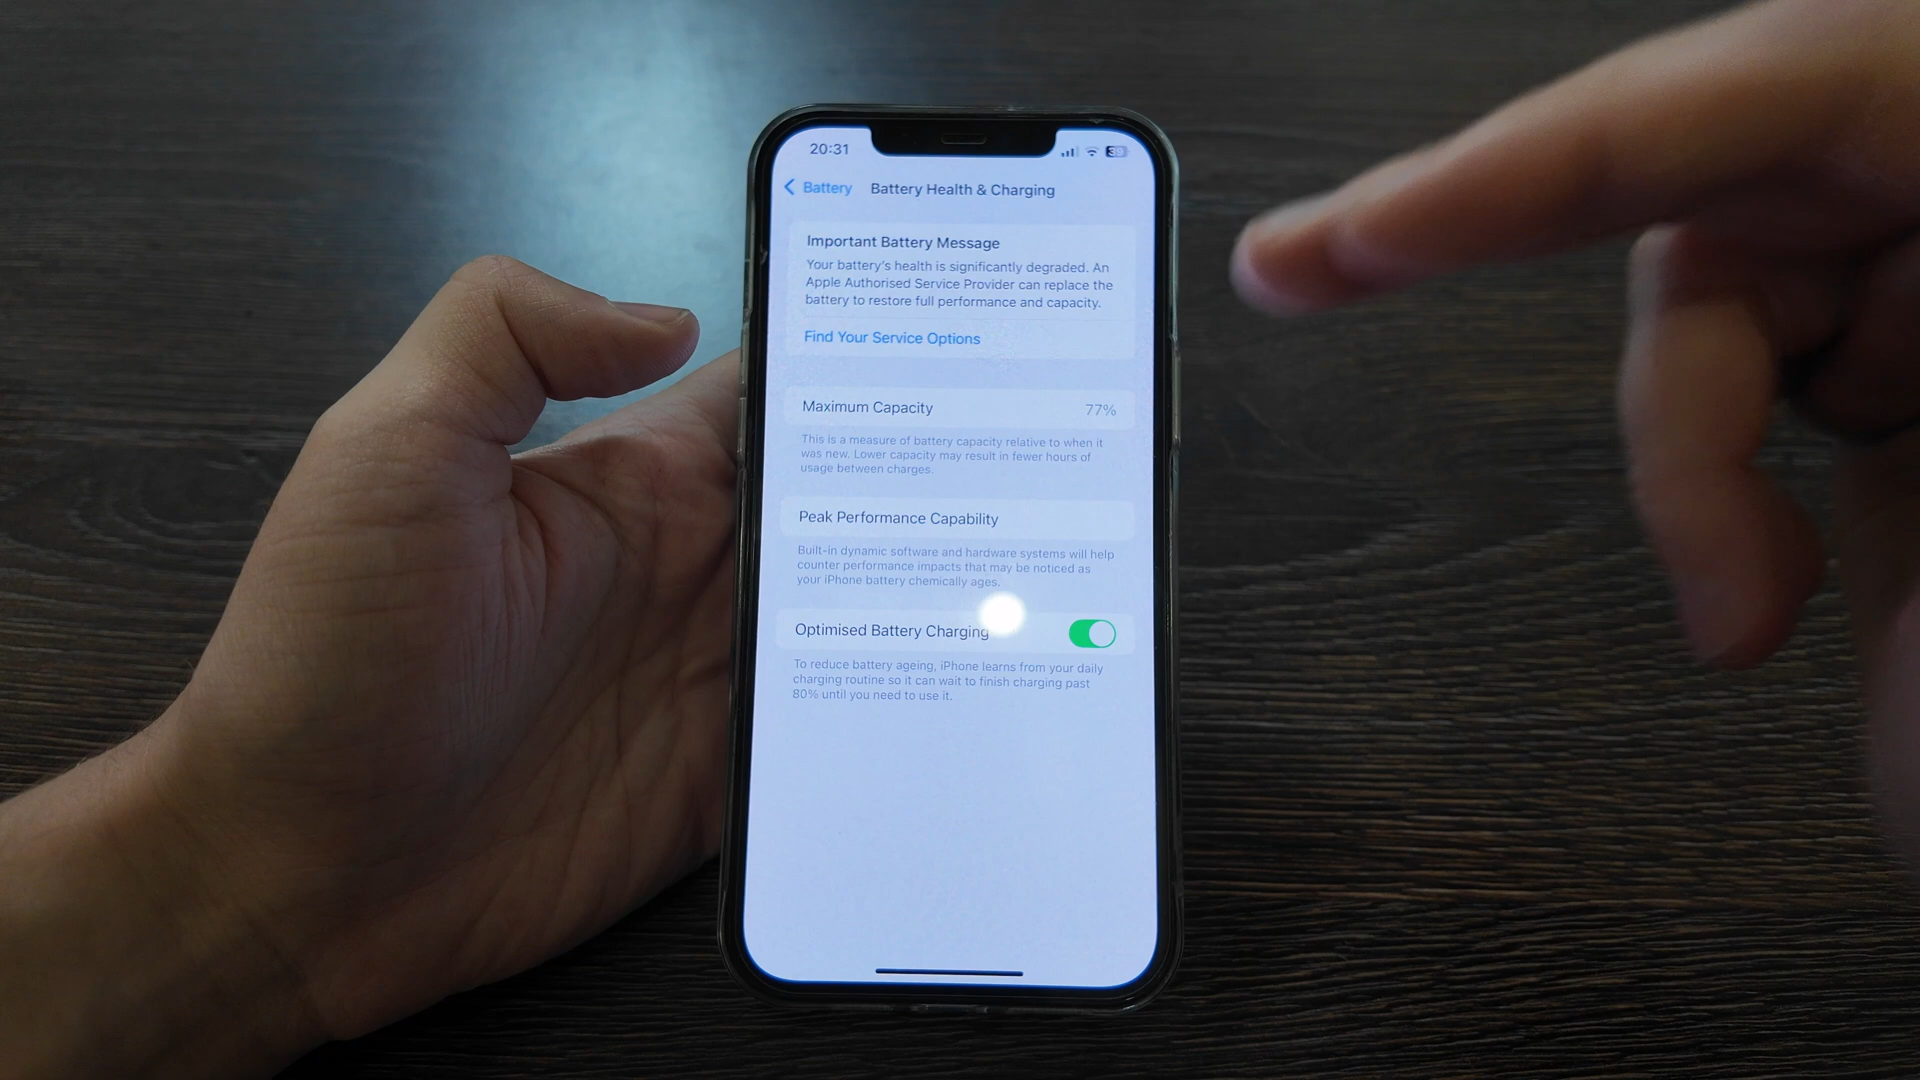 20:31
39
Battery
Battery Health & Charging
Important Battery Message
Your battery's health is significantly degraded. An
Apple Authorised Service Provider can replace the
battery to restore full performance and capacity.
Find Your Service Options
Maximum Capacity
77%
This is a measure of battery capacity relative to when it
was new. Lower capacity may result in fewer hours of
usage between charges.
Peak Performance Capability
Built-in dynamic software and hardware systems will help
counter performance impacts that may be noticed as
your iPhone battery chemically ages.
Optimised Battery Charging
To reduce battery ageing, iPhone learns from your daily
charging routine so it can wait to finish charging past
80% until you need to use it.